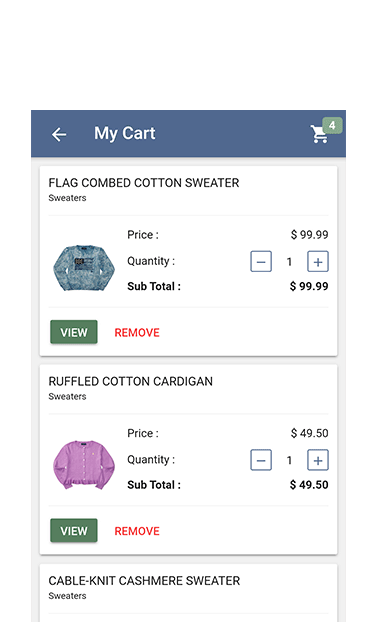 My Cart
4
FLAG COMBED COTTON SWEATER
Sweaters
Price : $ 99.99
Quantity : − 1 +
Sub Total : $ 99.99
VIEW REMOVE
RUFFLED COTTON CARDIGAN
Sweaters
Price : $ 49.50
Quantity : − 1 +
Sub Total : $ 49.50
VIEW REMOVE
CABLE-KNIT CASHMERE SWEATER
Sweaters